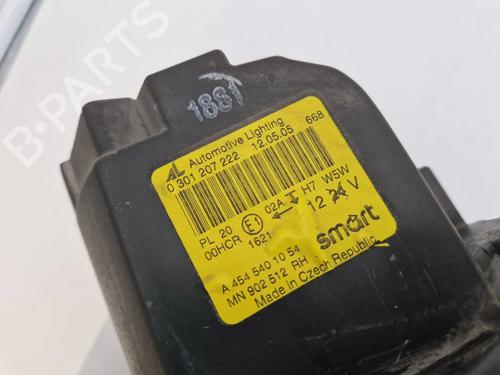 1881
AL Automotive Lighting
0 301 207 222 12.05.05 668
PL 20 E1 02A H7 W5W
00HCR 1621 12 V
A 454 540 10 54
MN 902 512 RH
smart
Made in Czech Republic
B-PARTS